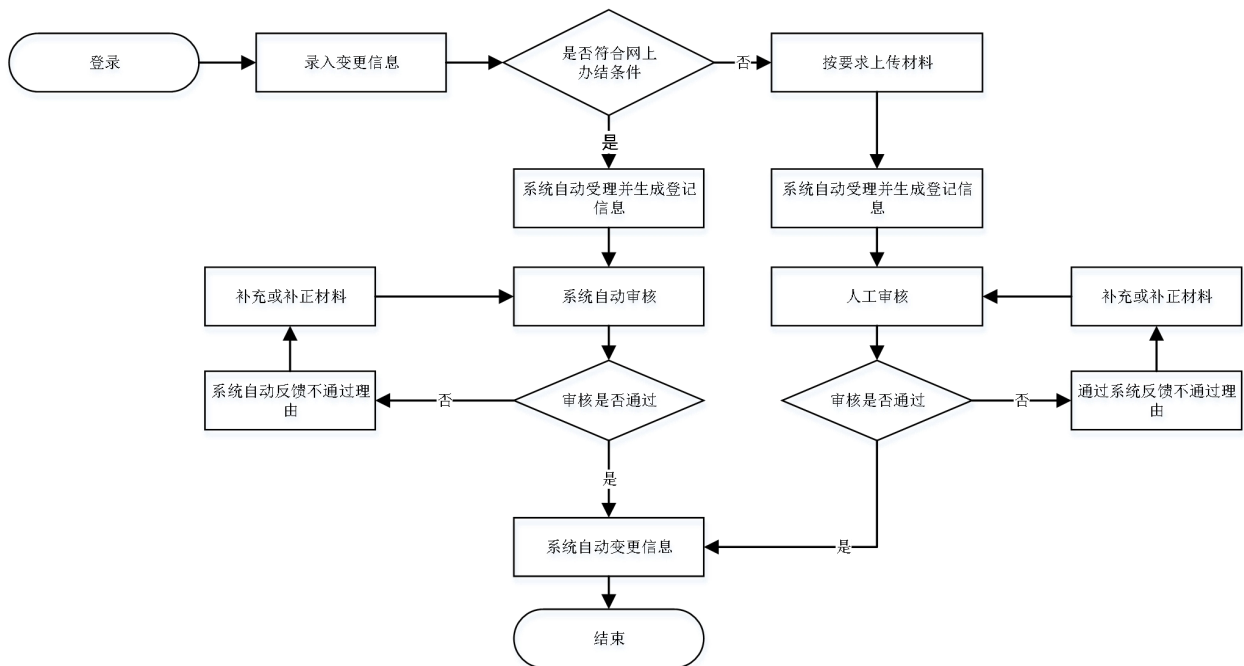 登录
录入变更信息
是否符合网上
办结条件
否
按要求上传材料
是
系统自动受理并生成登记
信息
系统自动受理并生成登记信
息
补充或补正材料
系统自动审核
人工审核
补充或补正材料
系统自动反馈不通过理
由
否
审核是否通过
审核是否通过
否
通过系统反馈不通过理
由
是
系统自动变更信息
是
结束